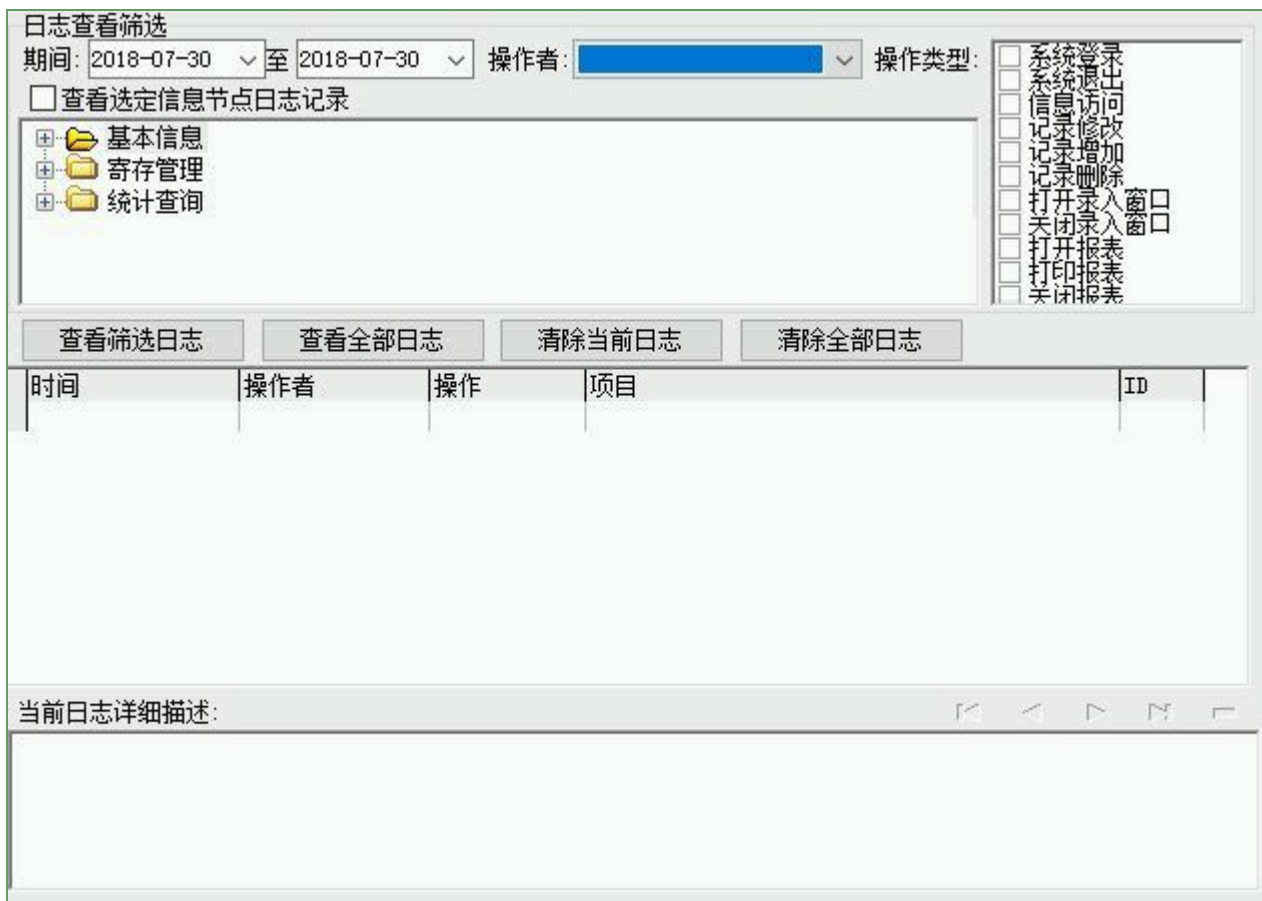 日志查看筛选
期间: 2018-07-30 至 2018-07-30 操作者: 操作类型:
系统登录
系统退出
信息访问
记录修改
记录增加
记录删除
打开录入窗口
关闭录入窗口
打开报表
打印报表
关闭报表
查看选定信息节点日志记录
基本信息
寄存管理
统计查询
查看筛选日志 查看全部日志 清除当前日志 清除全部日志
时间 操作者 操作 项目 ID
当前日志详细描述: